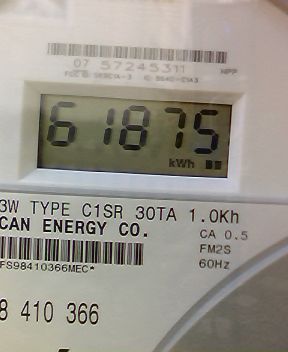 07 57245311
NPP
61875
kWh
3W TYPE C1SR 30TA 1.0Kh
CAN ENERGY CO.
CA 0.5
FM2S
FS98410366MEC*
60Hz
8 410 366